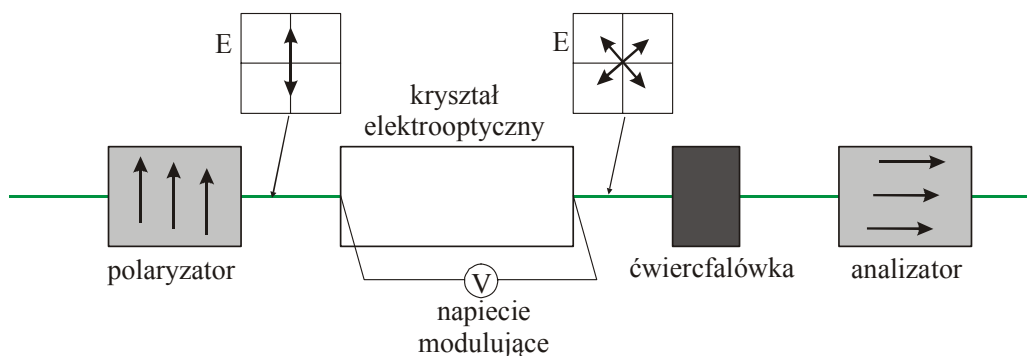 E
E
kryształ
elektrooptyczny
polaryzator
V
napiecie
modulujące
ćwiercfalówka
analizator